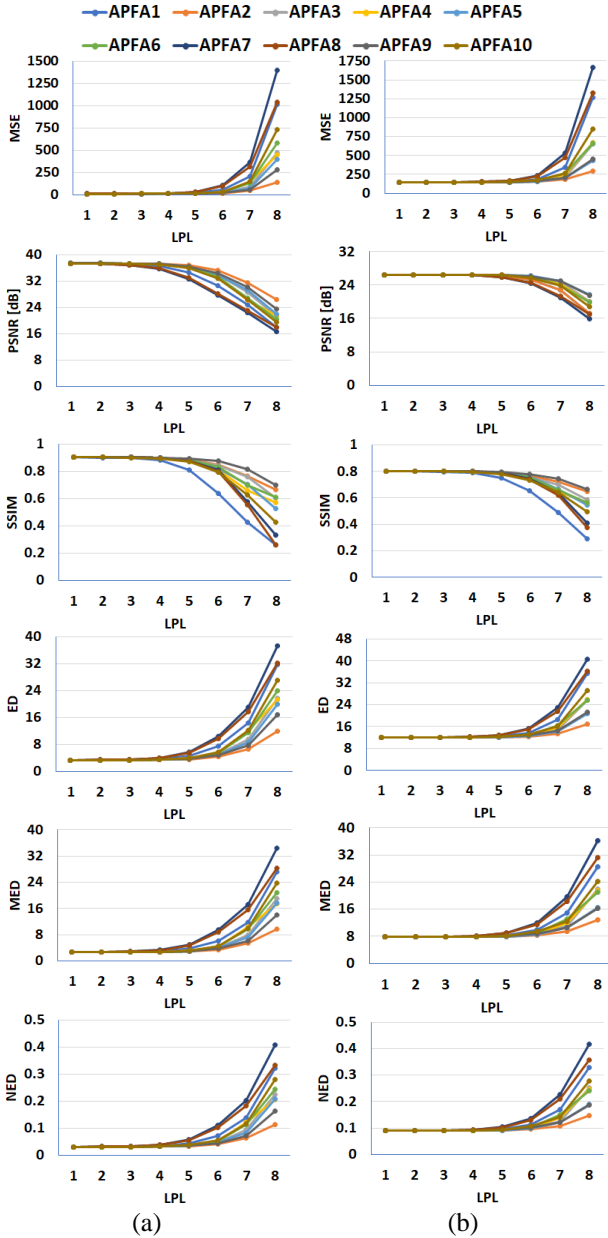 APFA1 APFA2 APFA3 APFA4 APFA5
APFA6 APFA7 APFA8 APFA9 APFA10
MSE
1500
1250
1000
750
500
250
0
1 2 3 4 5 6 7 8
LPL
MSE
1750
1500
1250
1000
750
500
250
0
1 2 3 4 5 6 7 8
LPL
PSNR [dB]
40
32
24
16
8
0
1 2 3 4 5 6 7 8
LPL
PSNR [dB]
32
24
16
8
0
1 2 3 4 5 6 7 8
LPL
SSIM
1
0.8
0.6
0.4
0.2
0
1 2 3 4 5 6 7 8
LPL
SSIM
1
0.8
0.6
0.4
0.2
0
1 2 3 4 5 6 7 8
LPL
ED
40
32
24
16
8
0
1 2 3 4 5 6 7 8
LPL
ED
48
40
32
24
16
8
0
1 2 3 4 5 6 7 8
LPL
MED
40
32
24
16
8
0
1 2 3 4 5 6 7 8
LPL
MED
40
32
24
16
8
0
1 2 3 4 5 6 7 8
LPL
NED
0.5
0.4
0.3
0.2
0.1
0
1 2 3 4 5 6 7 8
LPL
NED
0.5
0.4
0.3
0.2
0.1
0
1 2 3 4 5 6 7 8
LPL
(a)
(b)